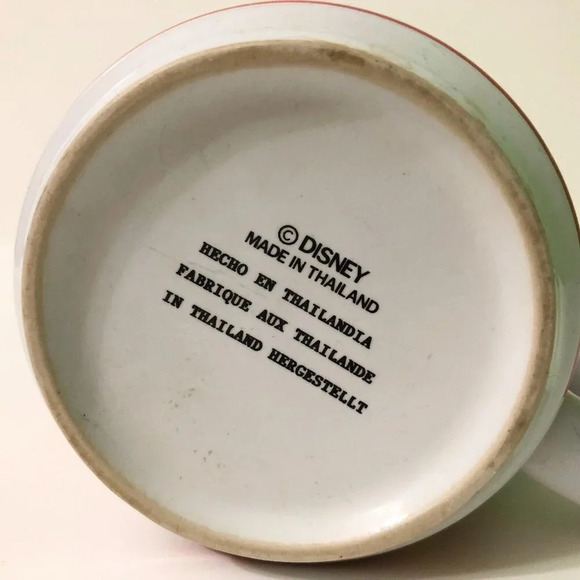 © DISNEY
MADE IN THAILAND
HECHO EN THAILANDIA
FABRIQUE AUX THAILANDE
IN THAILAND HERGESTELLT